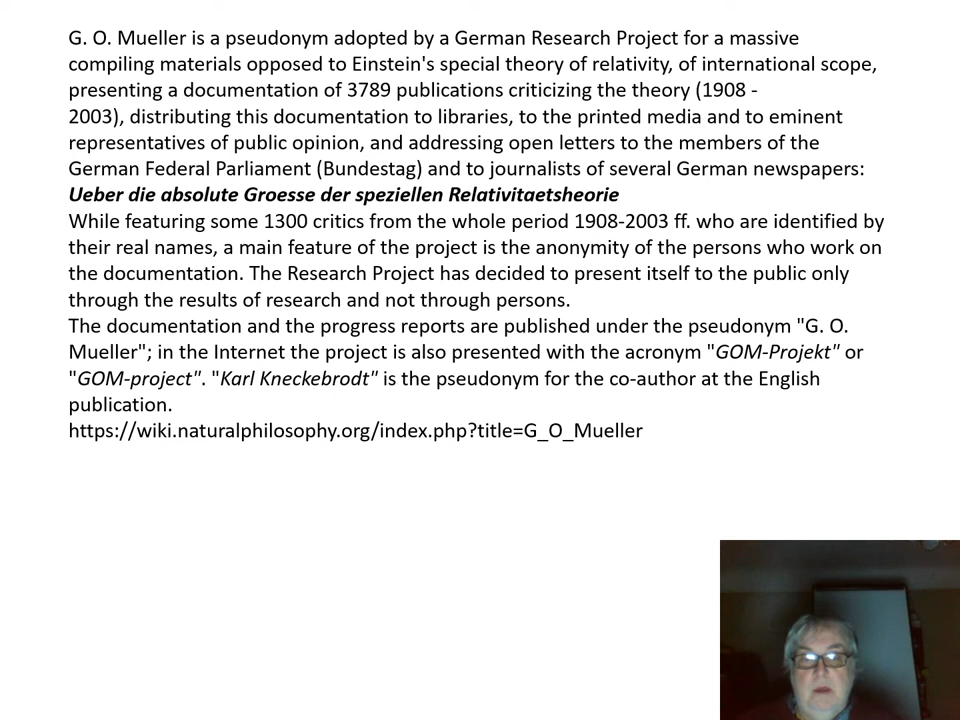 G. O. Mueller is a pseudonym adopted by a German Research Project for a massive
compiling materials opposed to Einstein's special theory of relativity, of international scope,
presenting a documentation of 3789 publications criticizing the theory (1908 -
2003), distributing this documentation to libraries, to the printed media and to eminent
representatives of public opinion, and addressing open letters to the members of the
German Federal Parliament (Bundestag) and to journalists of several German newspapers:
Ueber die absolute Groesse der speziellen Relativitaetsheorie
While featuring some 1300 critics from the whole period 1908-2003 ff. who are identified by
their real names, a main feature of the project is the anonymity of the persons who work on
the documentation. The Research Project has decided to present itself to the public only
through the results of research and not through persons.
The documentation and the progress reports are published under the pseudonym "G. O.
Mueller"; in the Internet the project is also presented with the acronym "GOM-Projekt" or
"GOM-project". "Karl Kneckebrodt" is the pseudonym for the co-author at the English
publication.
https://wiki.naturalphilosophy.org/index.php?title=G_O_Mueller